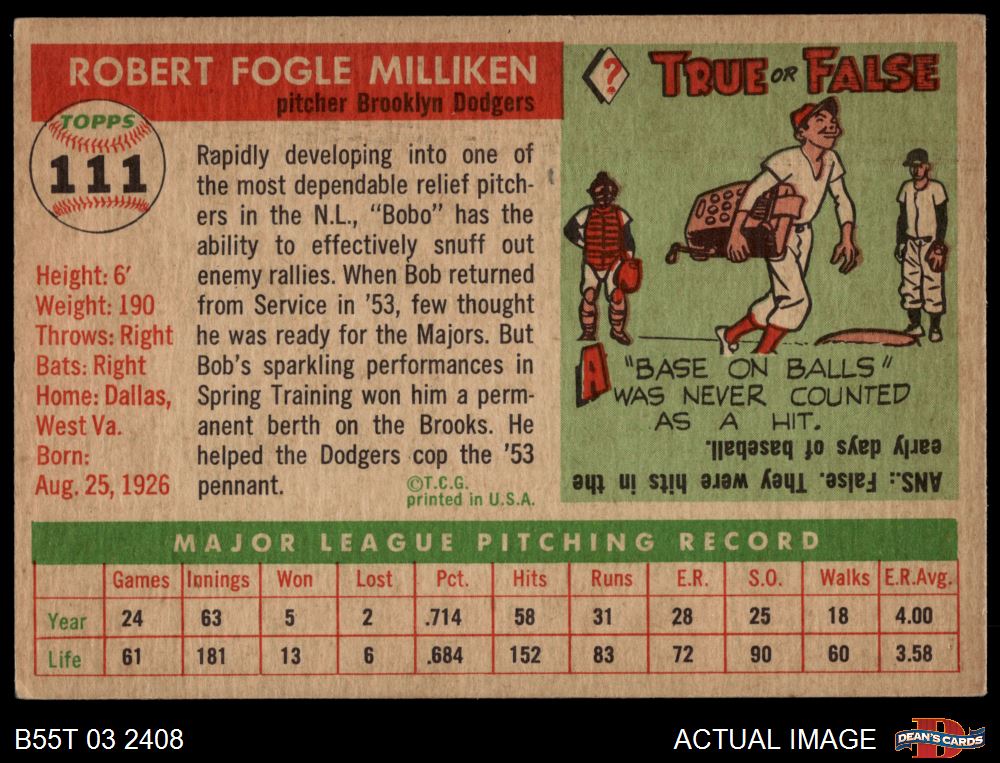 ROBERT FOGLE MILLIKEN
pitcher Brooklyn Dodgers
TOPPS
111
Height: 6'
Weight: 190
Throws: Right
Bats: Right
Home: Dallas,
West Va.
Born:
Aug. 25, 1926
Rapidly developing into one of
the most dependable relief pitch-
ers in the N.L., "Bobo" has the
ability to effectively snuff out
enemy rallies. When Bob returned
from Service in '53, few thought
he was ready for the Majors. But
Bob's sparkling performances in
Spring Training won him a perm-
anent berth on the Brooks. He
helped the Dodgers cop the '53
pennant.
©T.C.G.
printed in U.S.A.
?
TRUE OR FALSE
A "BASE ON BALLS"
WAS NEVER COUNTED
AS A HIT.
ANS.: False. They were hits in the
early days of baseball.
MAJOR LEAGUE PITCHING RECORD
Games Innings Won Lost Pct. Hits Runs E.R. S.O. Walks E.R.Avg.
Year 24 63 5 2 .714 58 31 28 25 18 4.00
Life 61 181 13 6 .684 152 83 72 90 60 3.58
B55T 03 2408
ACTUAL IMAGE
DEAN'S CARDS